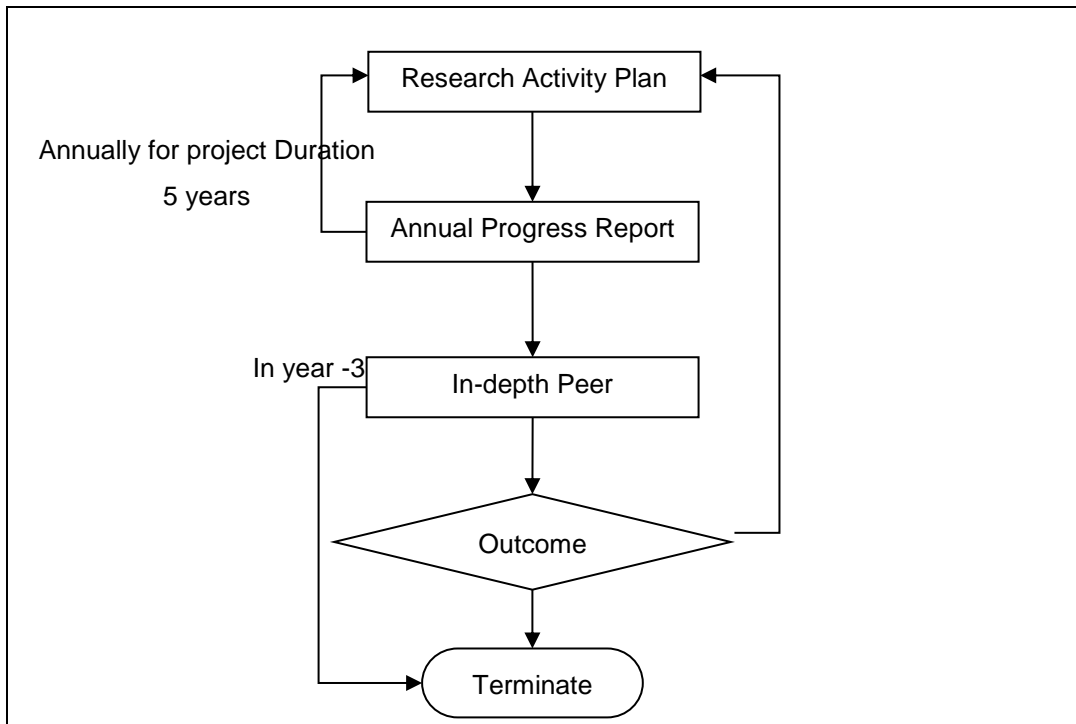 Research Activity Plan
Annually for project Duration
5 years
Annual Progress Report
In year -3
In-depth Peer
Outcome
Terminate